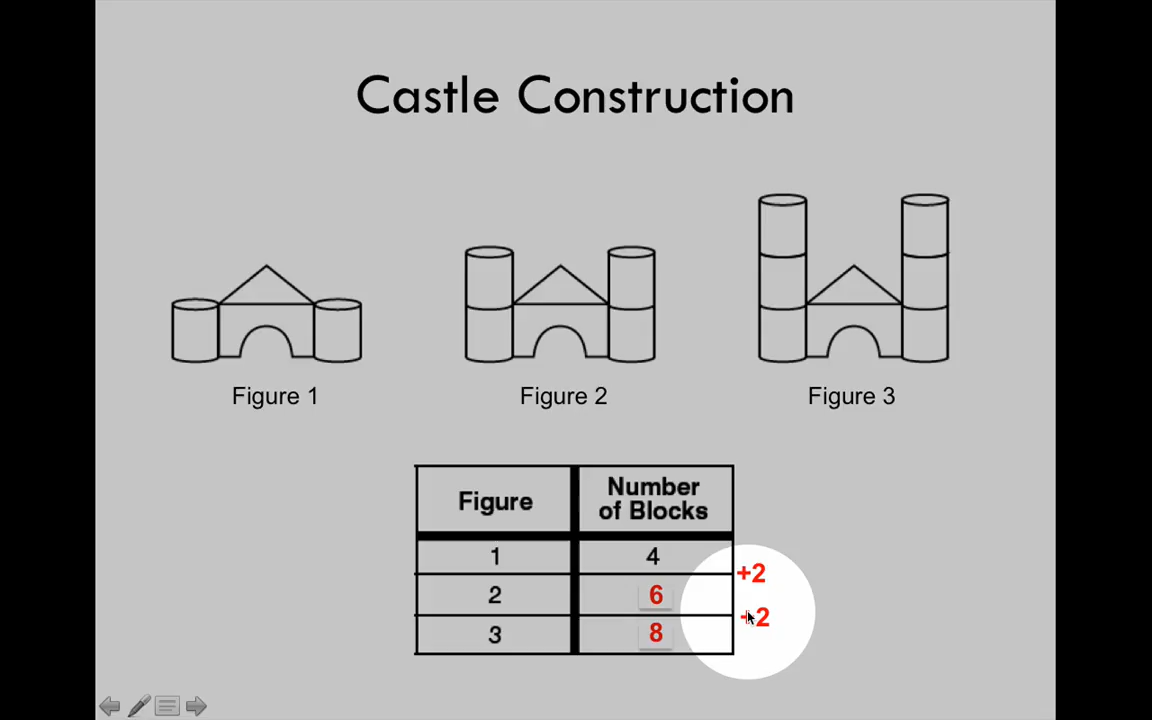 Castle Construction
Figure 1 Figure 2 Figure 3
Figure Number of Blocks
1 4
+2
2 6
+2
3 8